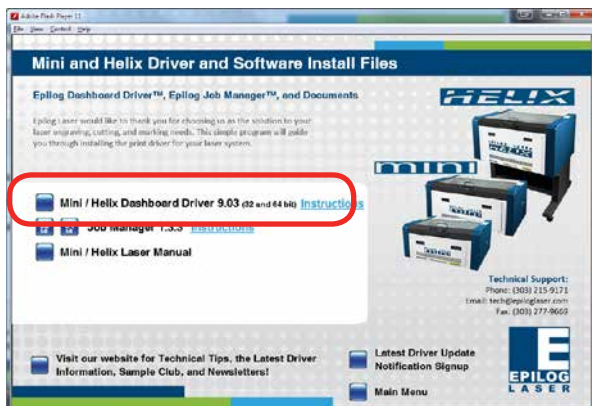 Adobe Flash Player 11
File View Control Help
Mini and Helix Driver and Software Install Files
Epilog Dashboard Driver™, Epilog Job Manager™, and Documents
HELIX
Epilog Laser would like to thank you for choosing us as the solution to your
laser engraving, cutting, and marking needs. This simple program will guide
you through installing the print driver for your laser system.
mini
Mini / Helix Dashboard Driver 9.03 (32 and 64 bit) Instructions
Job Manager 1.3.3 Instructions
Mini / Helix Laser Manual
Technical Support:
Phone: (303) 215-9171
Email: tech@epiloglaser.com
Fax: (303) 277-9669
Visit our website for Technical Tips, the Latest Driver
Information, Sample Club, and Newsletters!
Latest Driver Update
Notification Signup
Main Menu
EPILOG
LASER